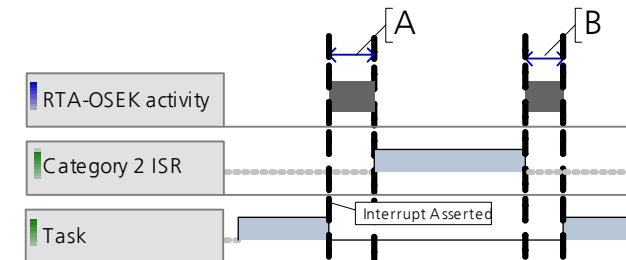 A
B
RTA-OSEK activity
Category 2 ISR
Interrupt Asserted
Task